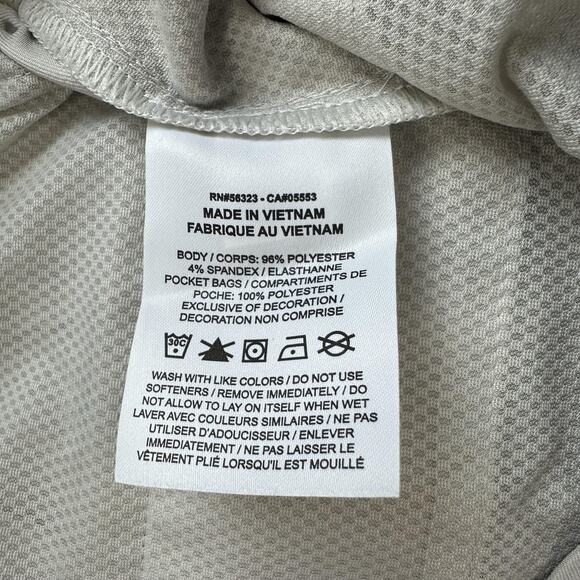 RN#56323 - CA#05553
MADE IN VIETNAM
FABRIQUE AU VIETNAM
BODY / CORPS: 96% POLYESTER
4% SPANDEX / ELASTHANNE
POCKET BAGS / COMPARTIMENTS DE
POCHE: 100% POLYESTER
EXCLUSIVE OF DECORATION /
DECORATION NON COMPRISE
30C
WASH WITH LIKE COLORS / DO NOT USE
SOFTENERS / REMOVE IMMEDIATELY / DO
NOT ALLOW TO LAY ON ITSELF WHEN WET
LAVER AVEC COULEURS SIMILAIRES / NE PAS
UTILISER D'ADOUCISSEUR / ENLEVER
IMMEDIATEMENT / NE PAS LAISSER LE
VÊTEMENT PLIÉ LORSQU'IL EST MOUILLÉ